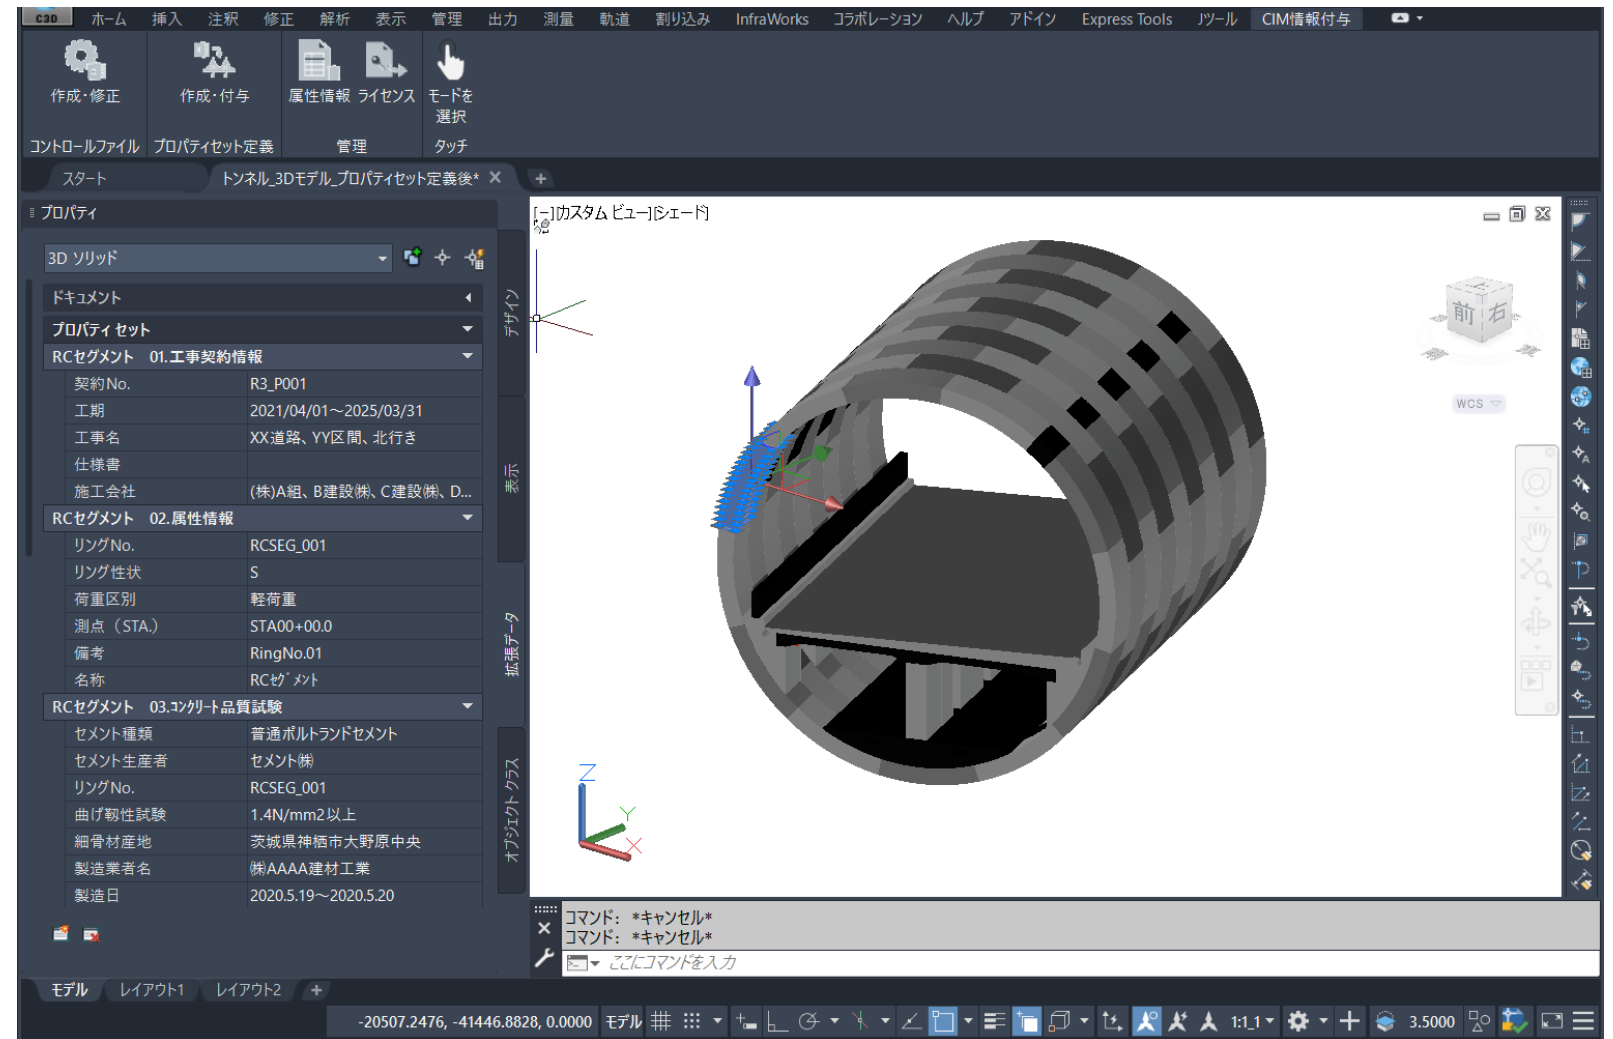 C3D ホーム 挿入 注釈 修正 解析 表示 管理 出力 測量 軌道 割り込み InfraWorks コラボレーション ヘルプ アドイン Express Tools Jツール CIM情報付与
作成・修正 作成・付与 属性情報 ライセンス モードを
選択
コントロールファイル プロパティセット定義 管理 タッチ
スタート トンネル_3Dモデル_プロパティセット定義後*
プロパティ
3D ソリッド
ドキュメント
プロパティ セット
RCセグメント 01.工事契約情報
契約No. R3_P001
工期 2021/04/01～2025/03/31
工事名 XX道路、YY区間、北行き
仕様書
施工会社 (株)A組、B建設㈱、C建設㈱、D...
RCセグメント 02.属性情報
リングNo. RCSEG_001
リング性状 S
荷重区別 軽荷重
測点（STA.） STA00+00.0
備考 RingNo.01
名称 RCｾｸﾞﾒﾝﾄ
RCセグメント 03.ｺﾝｸﾘｰﾄ品質試験
セメント種類 普通ポルトランドセメント
セメント生産者 セメント㈱
リングNo. RCSEG_001
曲げ靭性試験 1.4N/mm2以上
細骨材産地 茨城県神栖市大野原中央
製造業者名 ㈱AAAA建材工業
製造日 2020.5.19～2020.5.20
デザイン
表示
拡張データ
オブジェクト クラス
[−][カスタム ビュー][シェード]
上
前 右
WCS
Z
Y
X
コマンド: *キャンセル*
コマンド: *キャンセル*
ここにコマンドを入力
モデル レイアウト1 レイアウト2 +
-20507.2476, -41446.8828, 0.0000 モデル 1:1_1 3.5000